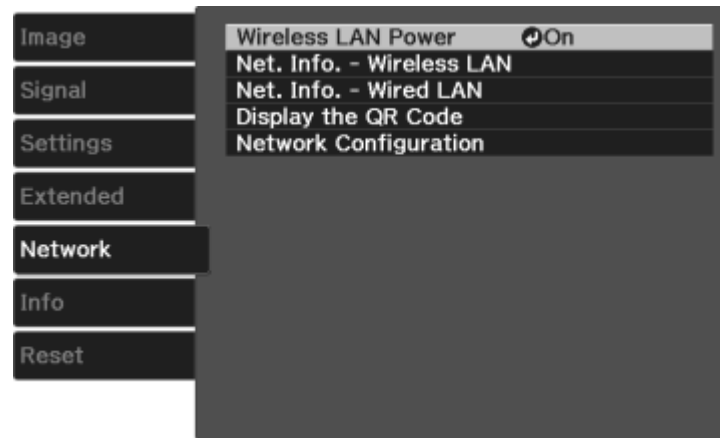 Image
Signal
Settings
Extended
Network
Info
Reset
Wireless LAN Power On
Net. Info. - Wireless LAN
Net. Info. - Wired LAN
Display the QR Code
Network Configuration